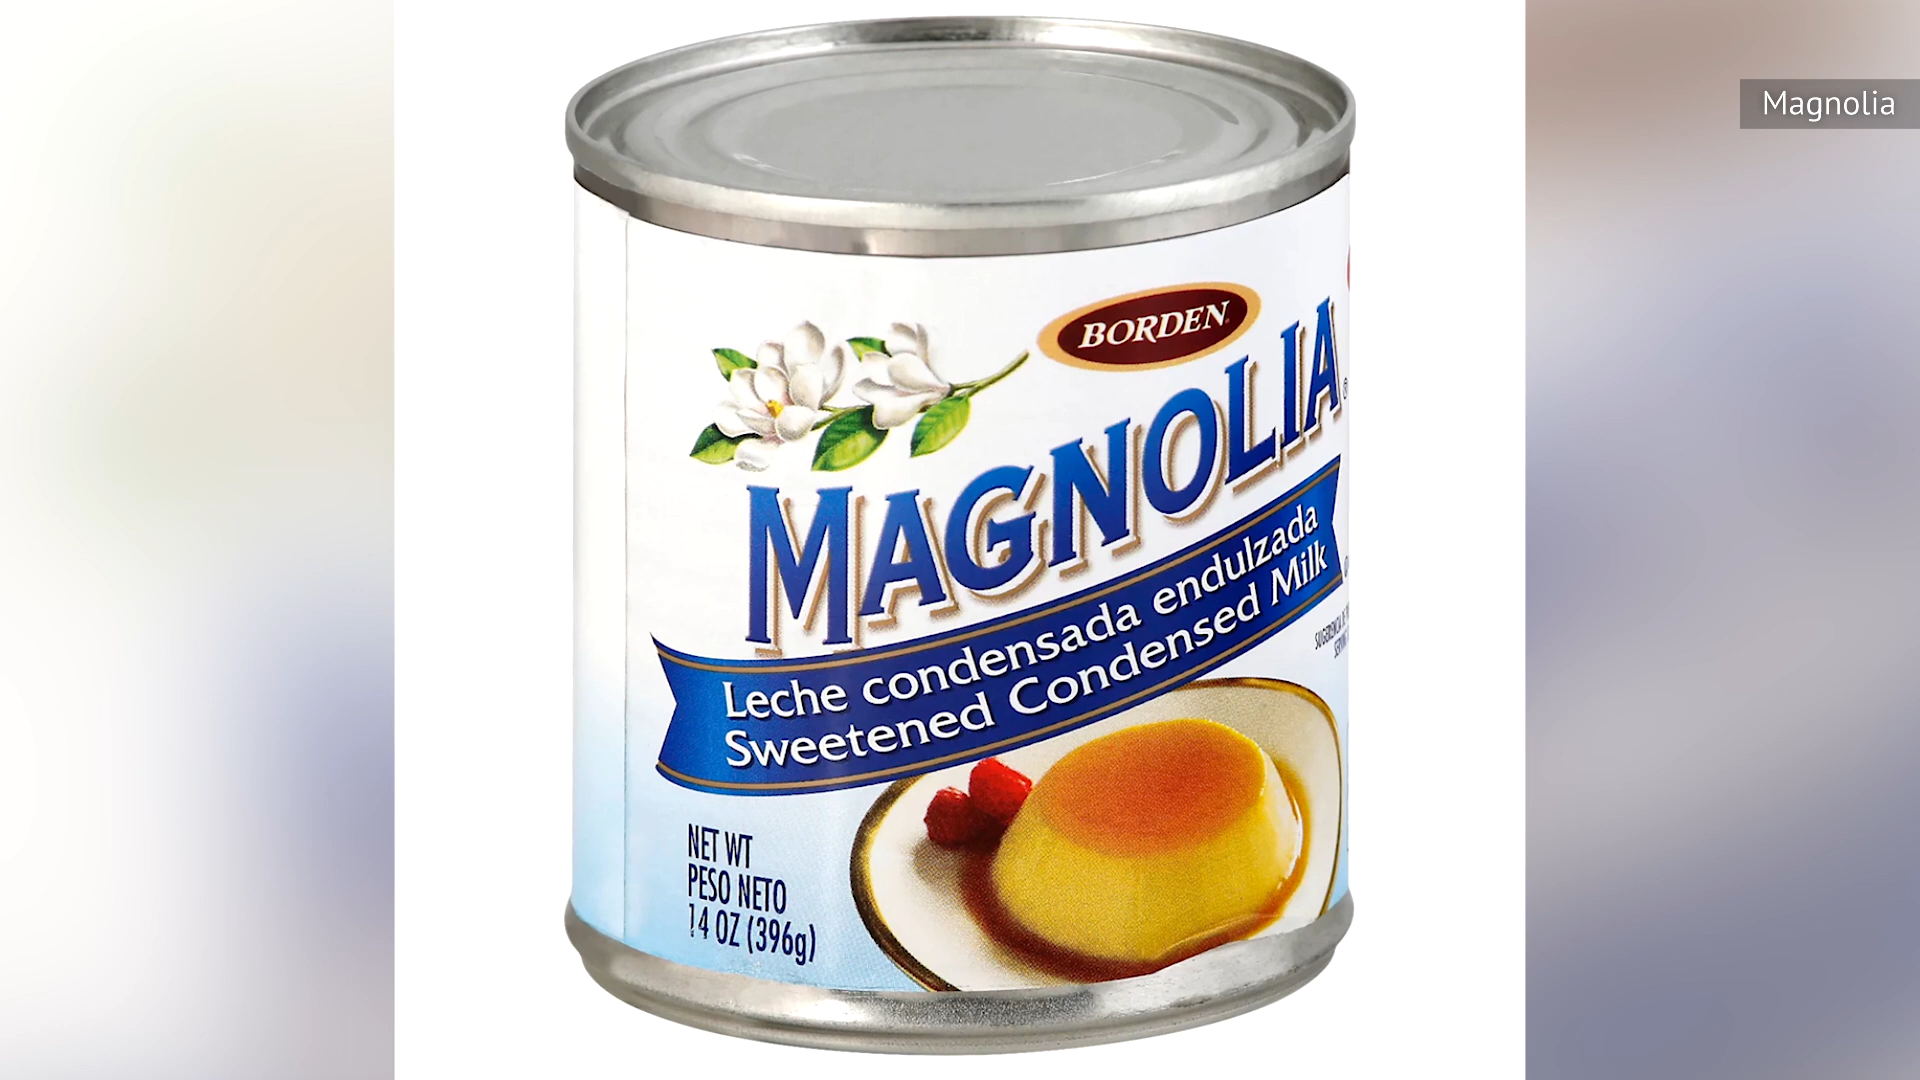 Magnolia
BORDEN
MAGNOLIA
Leche condensada endulzada
Sweetened Condensed Milk
NET WT
PESO NETO
14 OZ (396g)